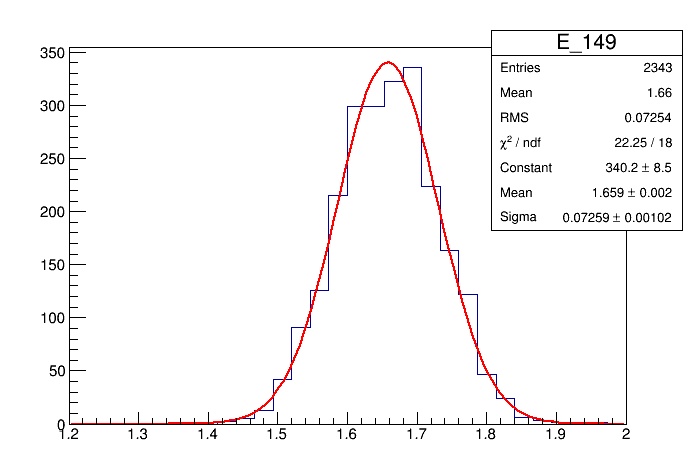 E_149
Entries 2343
Mean 1.66
RMS 0.07254
χ² / ndf 22.25 / 18
Constant 340.2 ± 8.5
Mean 1.659 ± 0.002
Sigma 0.07259 ± 0.00102
350
300
250
200
150
100
50
0
1.2 1.3 1.4 1.5 1.6 1.7 1.8 1.9 2